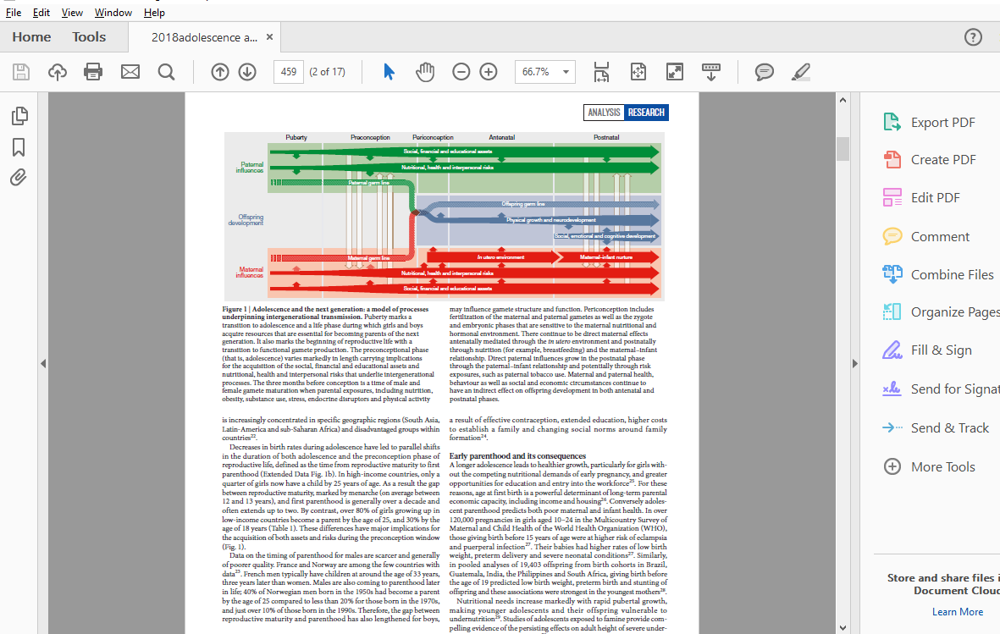 File Edit View Window Help
Home Tools 2018adolescence a... ×
459 (2 of 17) 66.7%
ANALYSIS RESEARCH
Puberty Preconception Periconception Antenatal Postnatal
Social, financial and educational assets
Paternal
influences
Nutritional, health and interpersonal risks
Paternal germ line
Offspring germ line
Offspring
development
Physical growth and neurodevelopment
Social, emotional and cognitive development
Maternal germ line
In utero environment
Maternal–infant nurture
Maternal
influences
Nutritional, health and interpersonal risks
Social, financial and educational assets
Figure 1 | Adolescence and the next generation: a model of processes
underpinning intergenerational transmission. Puberty marks a
transition to adolescence and a life phase during which girls and boys
acquire resources that are essential for becoming parents of the next
generation. It also marks the beginning of reproductive life with a
transition to functional gamete production. The preconceptional phase
(that is, adolescence) varies markedly in length carrying implications
for the acquisition of the social, financial and educational assets and
nutritional, health and interpersonal risks that underlie intergenerational
processes. The three months before conception is a time of male and
female gamete maturation when parental exposures, including nutrition,
obesity, substance use, stress, endocrine disruptors and physical activity
may influence gamete structure and function. Periconception includes
fertilization of the maternal and paternal gametes as well as the zygote
and embryonic phases that are sensitive to the maternal nutritional and
hormonal environment. There continue to be direct maternal effects
antenatally mediated through the in utero environment and postnatally
through nutrition (for example, breastfeeding) and the maternal–infant
relationship. Direct paternal influences grow in the postnatal phase
through the paternal–infant relationship and potentially through risk
exposures, such as paternal tobacco use. Maternal and paternal health,
behaviour as well as social and economic circumstances continue to
have an indirect effect on offspring development in both antenatal and
postnatal phases.
is increasingly concentrated in specific geographic regions (South Asia,
Latin-America and sub-Saharan Africa) and disadvantaged groups within
countries22.
Decreases in birth rates during adolescence have led to parallel shifts
in the duration of both adolescence and the preconception phase of
reproductive life, defined as the time from reproductive maturity to first
parenthood (Extended Data Fig. 1b). In high-income countries, only a
quarter of girls now have a child by 25 years of age. As a result the gap
between reproductive maturity, marked by menarche (on average between
12 and 13 years), and first parenthood is generally over a decade and
often extends up to two. By contrast, over 80% of girls growing up in
low-income countries become a parent by the age of 25, and 30% by the
age of 18 years (Table 1). These differences have major implications for
the acquisition of both assets and risks during the preconception window
(Fig. 1).
Data on the timing of parenthood for males are scarcer and generally
of poorer quality. France and Norway are among the few countries with
data23. French men typically have children at around the age of 33 years,
three years later than women. Males are also coming to parenthood later
in life; 40% of Norwegian men born in the 1950s had become a parent
by the age of 25 compared to less than 20% for those born in the 1970s,
and just over 10% of those born in the 1990s. Therefore, the gap between
reproductive maturity and parenthood has also lengthened for boys,
a result of effective contraception, extended education, higher costs
to establish a family and changing social norms around family
formation24.
Early parenthood and its consequences
A longer adolescence leads to healthier growth, particularly for girls with-
out the competing nutritional demands of early pregnancy, and greater
opportunities for education and entry into the workforce25. For these
reasons, age at first birth is a powerful determinant of long-term parental
economic capacity, including income and housing26. Conversely adoles-
cent parenthood predicts both poor maternal and infant health. In over
120,000 pregnancies in girls aged 10–24 in the Multicountry Survey of
Maternal and Child Health of the World Health Organization (WHO),
those giving birth before 15 years of age were at higher risk of eclampsia
and puerperal infection27. Their babies had higher rates of low birth
weight, preterm delivery and severe neonatal conditions27. Similarly,
in pooled analyses of 19,403 offspring from birth cohorts in Brazil,
Guatemala, India, the Philippines and South Africa, giving birth before
the age of 19 predicted low birth weight, preterm birth and stunting of
offspring and these associations were strongest in the youngest mothers28.
Nutritional needs increase markedly with rapid pubertal growth,
making younger adolescents and their offspring vulnerable to
undernutrition29. Studies of adolescents exposed to famine provide com-
pelling evidence of the persisting effects on adult height of severe under-
Export PDF
Create PDF
Edit PDF
Comment
Combine Files
Organize Pages
Fill & Sign
Send for Signat
Send & Track
More Tools
Store and share files i
Document Clou
Learn More